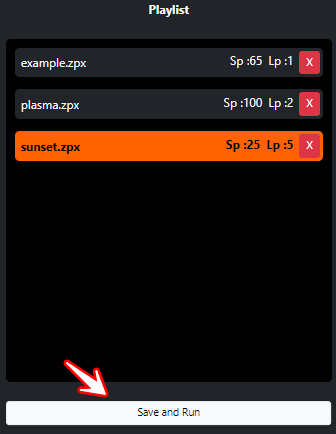 Playlist
example.zpx Sp :65 Lp :1 X
plasma.zpx Sp :100 Lp :2 X
sunset.zpx Sp :25 Lp :5 X
Save and Run